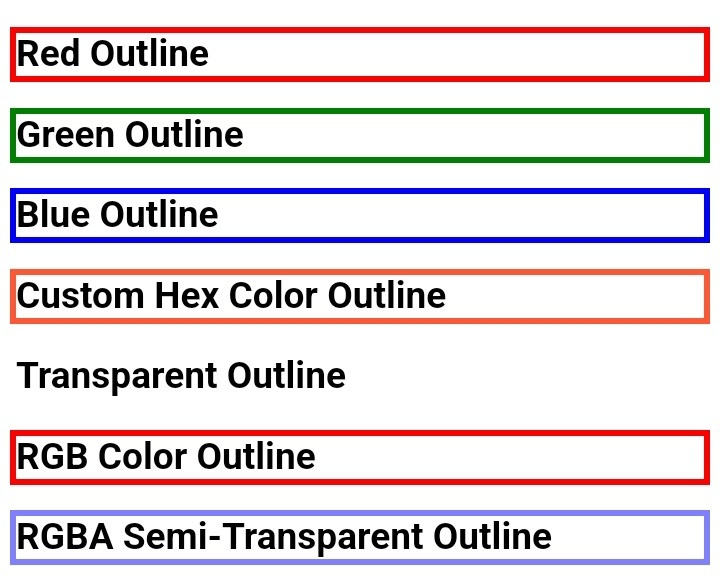 Red Outline
Green Outline
Blue Outline
Custom Hex Color Outline
Transparent Outline
RGB Color Outline
RGBA Semi-Transparent Outline